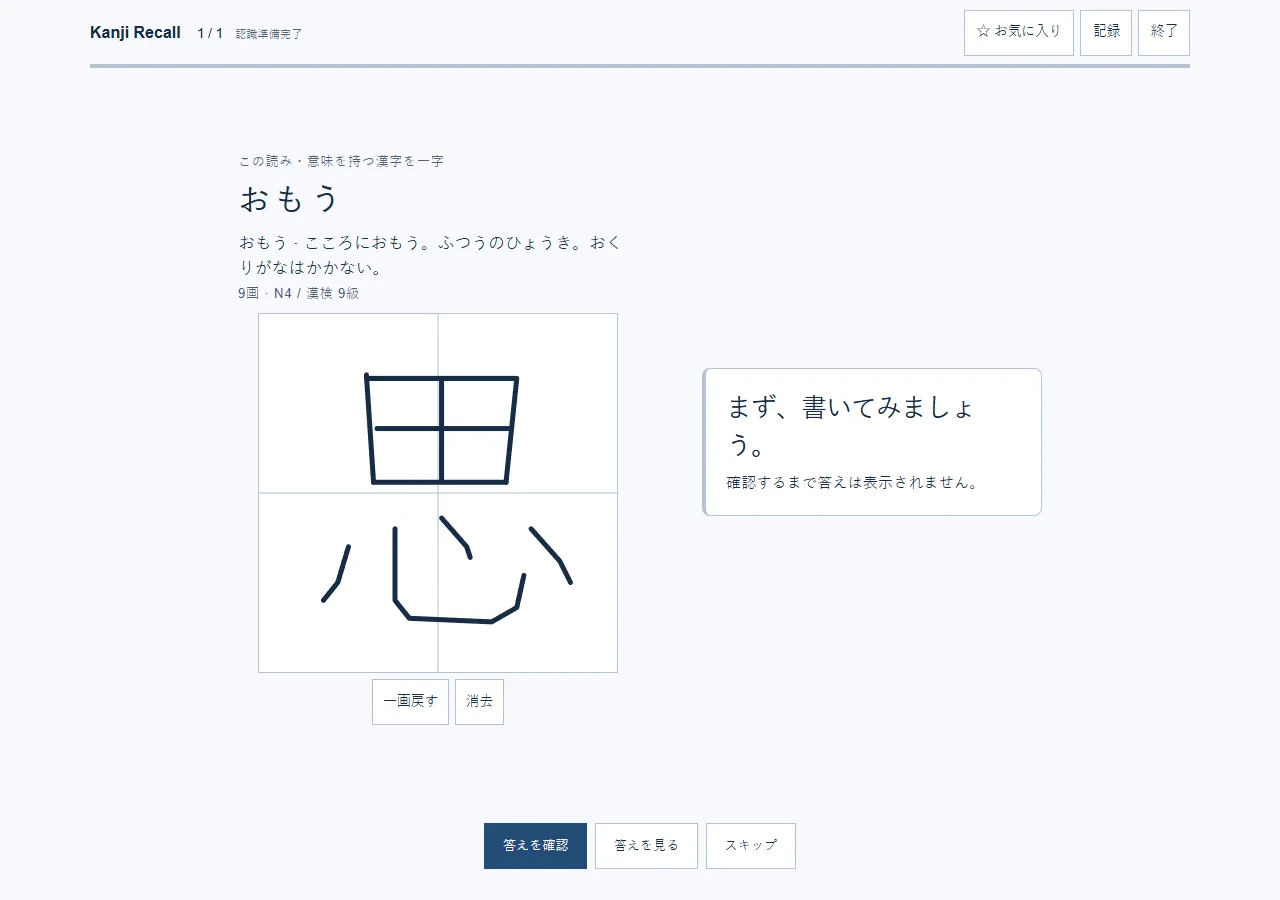 Kanji Recall 1 / 1 認識準備完了
☆ お気に入り 記録 終了
この読み・意味を持つ漢字を一字
おもう
おもう · こころにおもう。ふつうのひょうき。おく
りがなはかかない。
9画 · N4 / 漢検 9級
思
まず、書いてみましょ
う。
確認するまで答えは表示されません。
一画戻す 消去
答えを確認 答えを見る スキップ